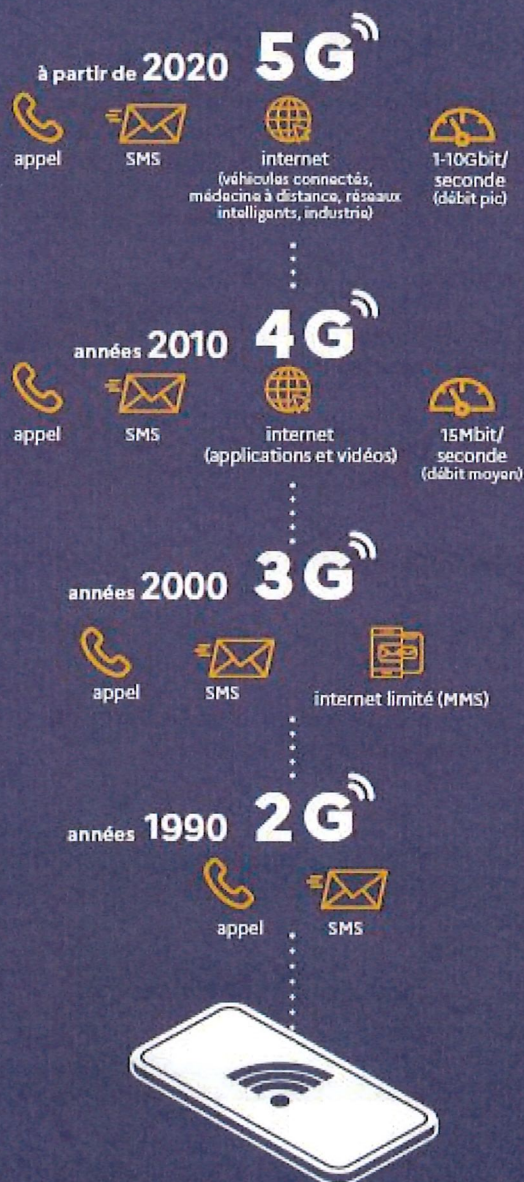 à partir de 2020 5G
appel
SMS
internet
(véhicules connectés,
médecine à distance, réseaux
intelligents, industrie)
1-10Gbit/
seconde
(débit pic)
années 2010 4G
appel
SMS
internet
(applications et vidéos)
15Mbit/
seconde
(débit moyen)
années 2000 3G
appel
SMS
internet limité (MMS)
années 1990 2G
appel
SMS